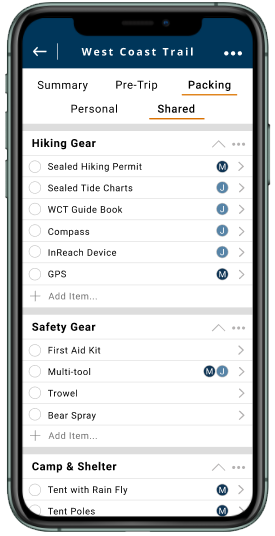 West Coast Trail
Summary Pre-Trip Packing
Personal Shared
Hiking Gear
Sealed Hiking Permit M
Sealed Tide Charts J
WCT Guide Book J
Compass J
InReach Device J
GPS M
Add Item...
Safety Gear
First Aid Kit
Multi-tool M J
Trowel
Bear Spray
Add Item...
Camp & Shelter
Tent with Rain Fly M
Tent Poles M